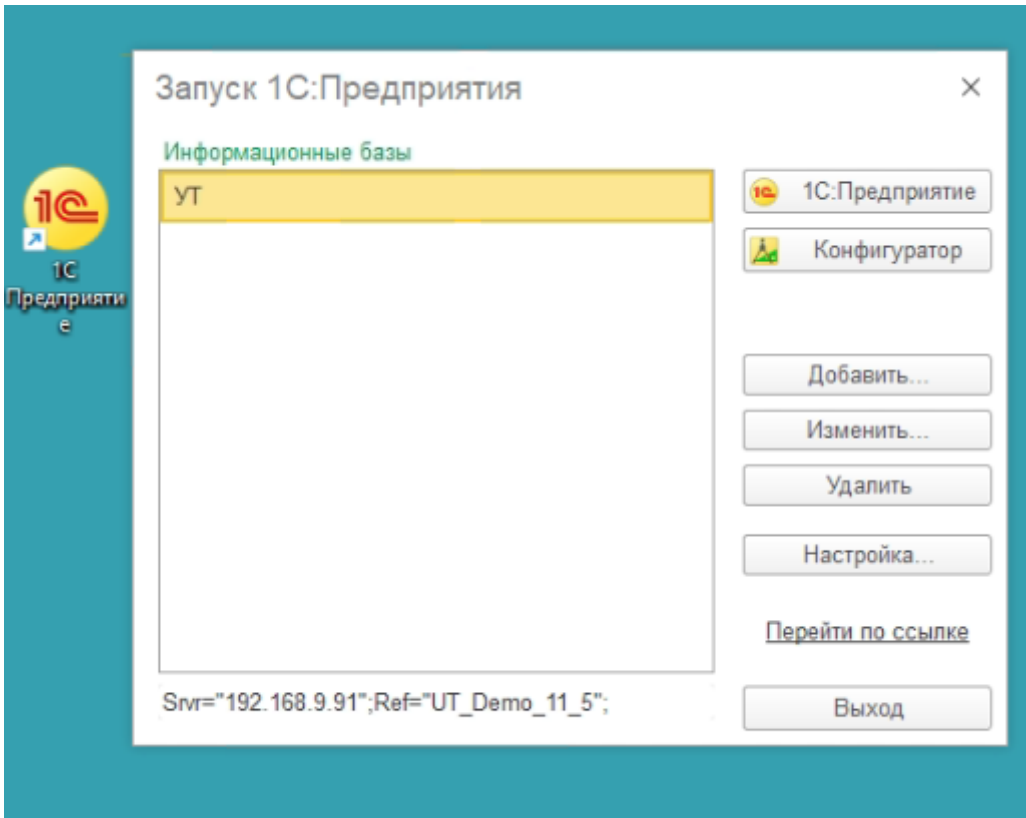 Запуск 1С:Предприятия
Информационные базы
УТ
1С:Предприятие
Конфигуратор
1С
Предприяти
е
Добавить...
Изменить...
Удалить
Настройка...
Перейти по ссылке
Srvr="192.168.9.91";Ref="UT_Demo_11_5";
Выход